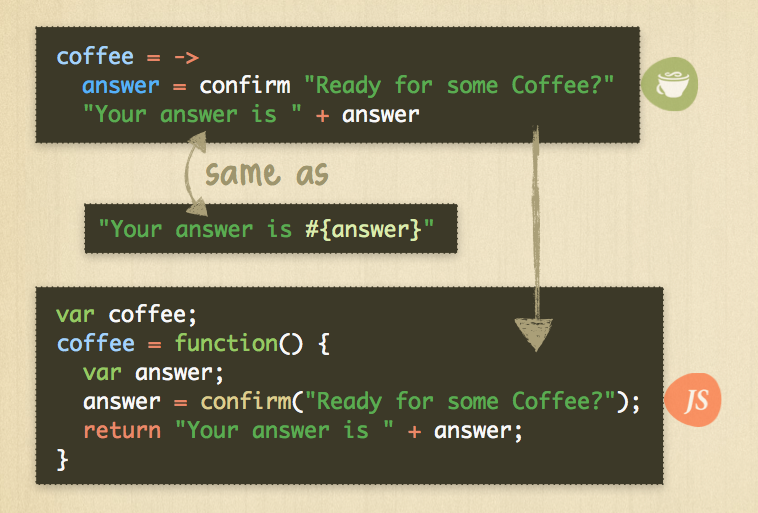 coffee = ->
  answer = confirm "Ready for some Coffee?"
  "Your answer is " + answer
same as
"Your answer is #{answer}"
var coffee;
coffee = function() {
  var answer;
  answer = confirm("Ready for some Coffee?");
  return "Your answer is " + answer;
}
JS